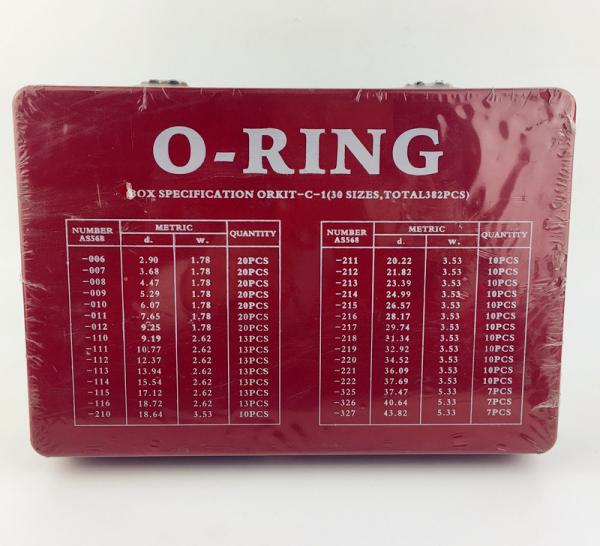 O-RING
BOX SPECIFICATION ORKIT-C-1(30 SIZES,TOTAL382PCS)
NUMBER AS568 METRIC d. w. QUANTITY
-006 2.90 1.78 20PCS
-007 3.68 1.78 20PCS
-008 4.47 1.78 20PCS
-009 5.29 1.78 20PCS
-010 6.07 1.78 20PCS
-011 7.65 1.78 20PCS
-012 9.25 1.78 20PCS
-110 9.19 2.62 13PCS
-111 10.77 2.62 13PCS
-112 12.37 2.62 13PCS
-113 13.94 2.62 13PCS
-114 15.54 2.62 13PCS
-115 17.12 2.62 13PCS
-116 18.72 2.62 13PCS
-210 18.64 3.53 10PCS
NUMBER AS568 METRIC d. w. QUANTITY
-211 20.22 3.53 10PCS
-212 21.82 3.53 10PCS
-213 23.39 3.53 10PCS
-214 24.99 3.53 10PCS
-215 26.57 3.53 10PCS
-216 28.17 3.53 10PCS
-217 29.74 3.53 10PCS
-218 31.34 3.53 10PCS
-219 32.92 3.53 10PCS
-220 34.52 3.53 10PCS
-221 36.09 3.53 10PCS
-222 37.69 3.53 10PCS
-325 37.47 5.33 7PCS
-326 40.64 5.33 7PCS
-327 43.82 5.33 7PCS